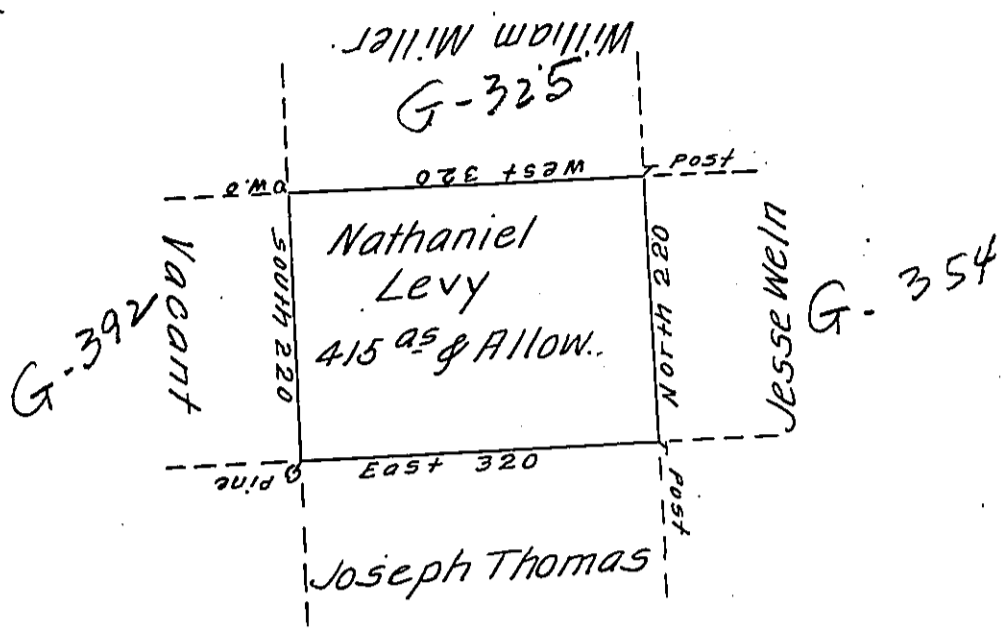 William Miller.
G-325
West 320
Post
w.o
Nathaniel
Levy
415 as & Allow..
South 220
North 220
Vacant
G-392
Jesse Weln
G-354
East 320
Pine
Post
Joseph Thomas